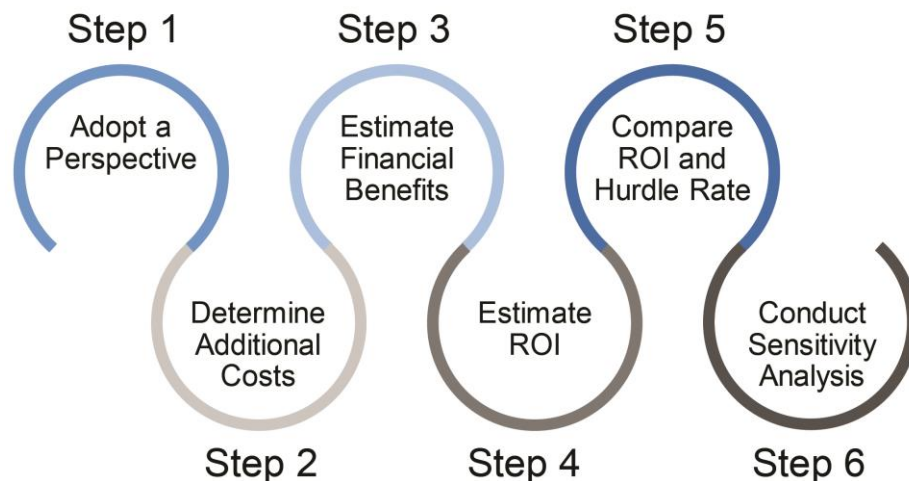 Step 1
Adopt a
Perspective
Step 2
Determine
Additional
Costs
Step 3
Estimate
Financial
Benefits
Step 4
Estimate
ROI
Step 5
Compare
ROI and
Hurdle Rate
Step 6
Conduct
Sensitivity
Analysis